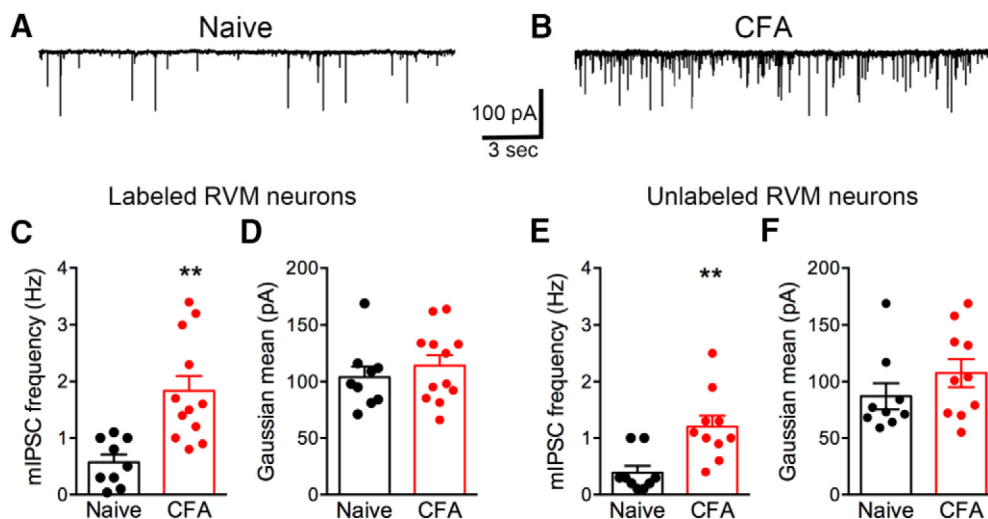 A Naive B CFA
100 pA
3 sec
Labeled RVM neurons Unlabeled RVM neurons
C D E F
mIPSC frequency (Hz)
4
3
2
1
0
Naive CFA
**
Gaussian mean (pA)
200
150
100
50
0
Naive CFA
mIPSC frequency (Hz)
4
3
2
1
0
Naive CFA
**
Gaussian mean (pA)
200
150
100
50
0
Naive CFA